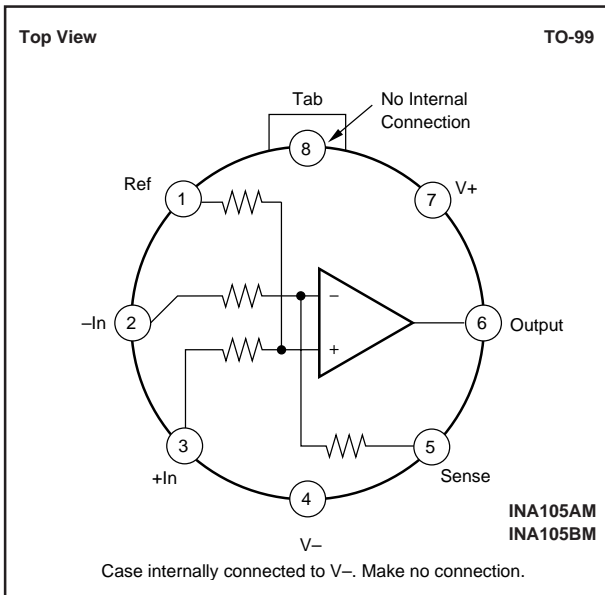 Top View
TO-99
Tab
No Internal
Connection
8
Ref
1
7
V+
–In
2
–
+
6
Output
3
+In
5
Sense
4
V–
INA105AM
INA105BM
Case internally connected to V–. Make no connection.